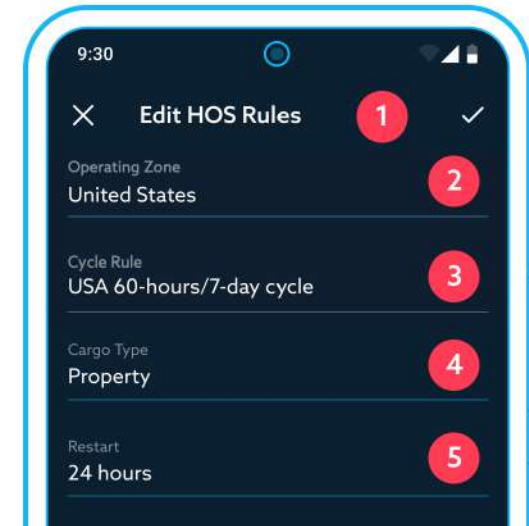 9:30
Edit HOS Rules 1
Operating Zone
United States 2
Cycle Rule
USA 60-hours/7-day cycle 3
Cargo Type
Property 4
Restart
24 hours 5